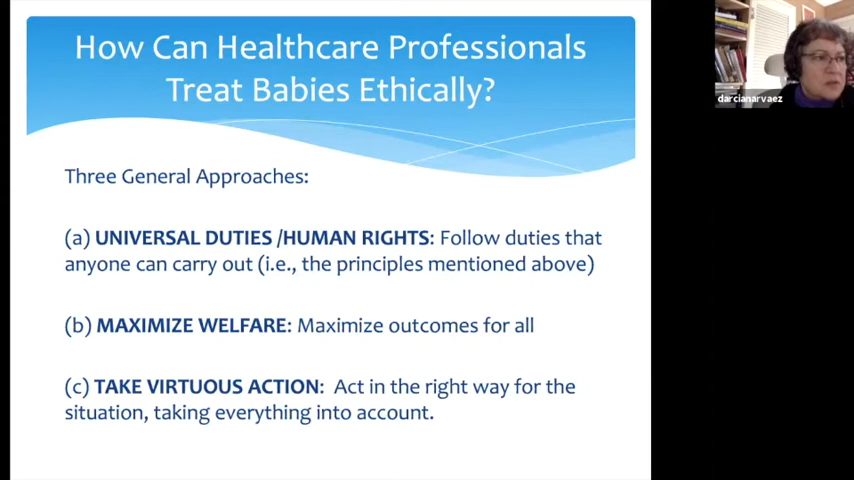 How Can Healthcare Professionals
Treat Babies Ethically?
Three General Approaches:
(a) UNIVERSAL DUTIES /HUMAN RIGHTS: Follow duties that
anyone can carry out (i.e., the principles mentioned above)
(b) MAXIMIZE WELFARE: Maximize outcomes for all
(c) TAKE VIRTUOUS ACTION: Act in the right way for the
situation, taking everything into account.
darcianarvaez